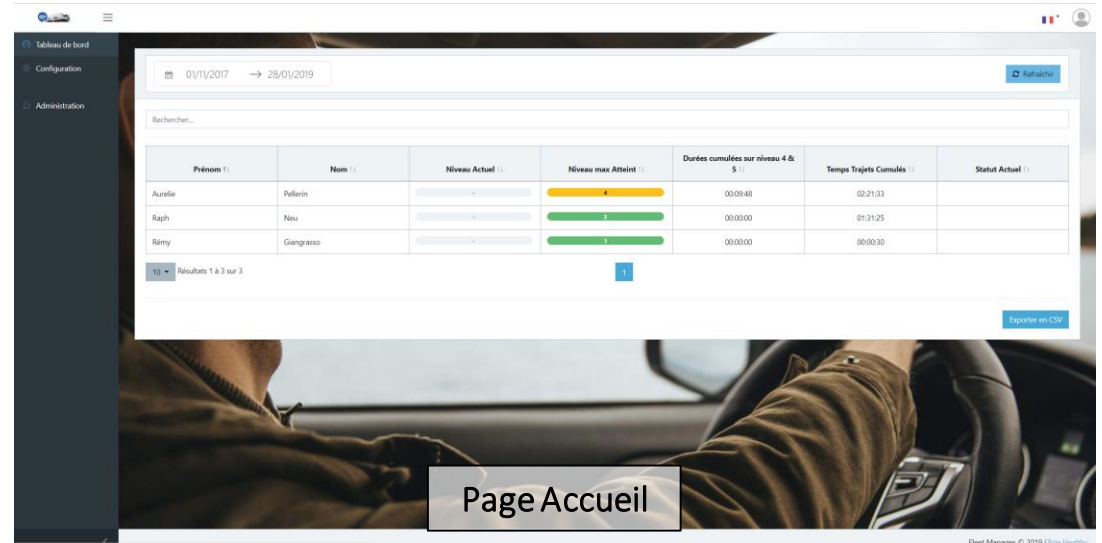 Tableau de bord
Configuration
Administration
01/11/2017 → 28/01/2019
Rafraîchir
Rechercher...
Prénom Nom Niveau Actuel Niveau max Atteint Durées cumulées sur niveau 4 & 5 Temps Trajets Cumulés Statut Actuel
Aurelie Pellerin - 4 00:09:48 02:21:33
Raph Neu - 2 00:00:00 01:31:25
Rémy Giangrasso - 1 00:00:00 00:00:30
10 Résultats 1 à 3 sur 3 1
Exporter en CSV
Page Accueil
Fleet Manager © 2019